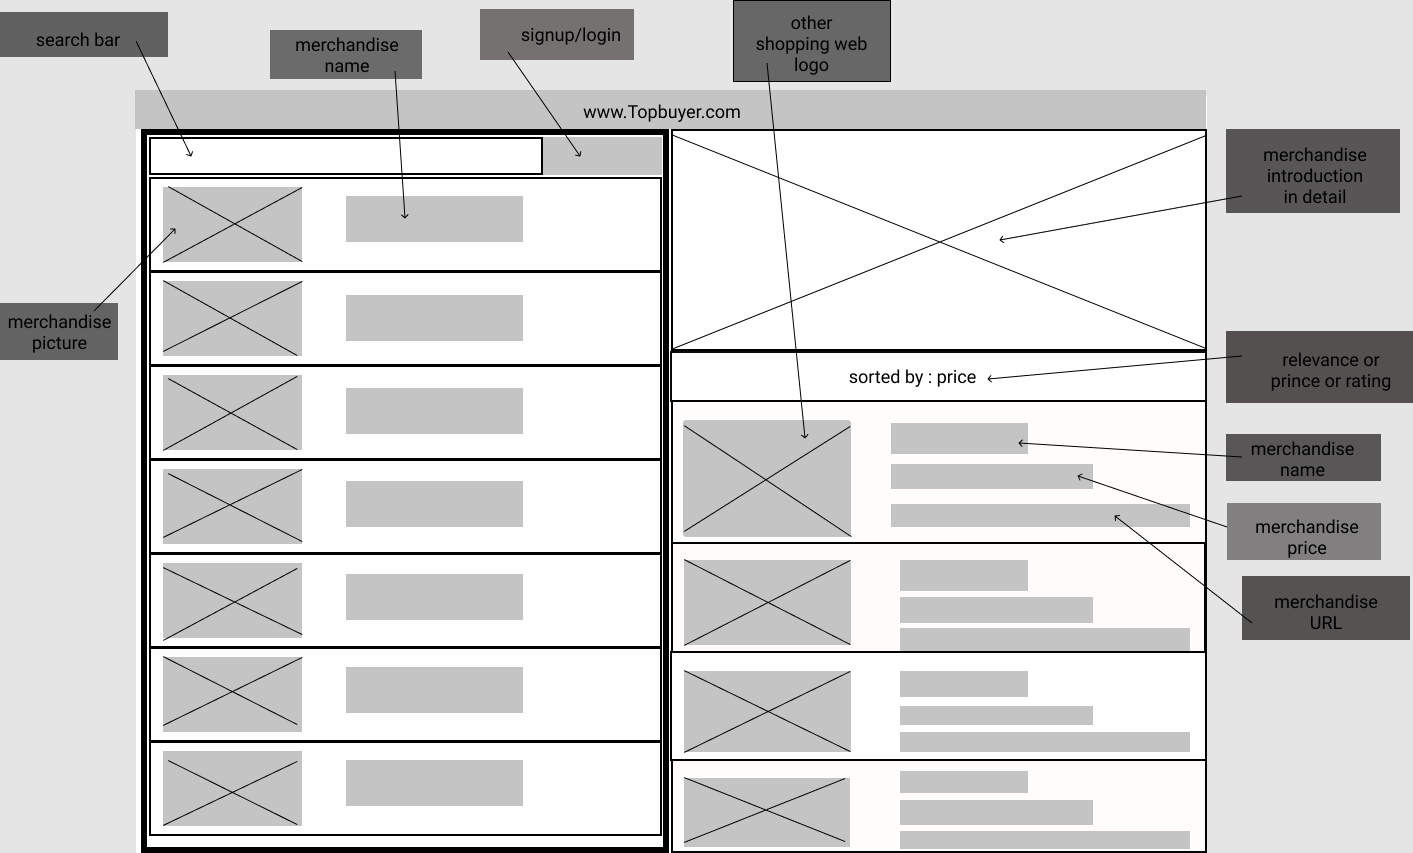 search bar
merchandise
name
signup/login
other
shopping web
logo
www.Topbuyer.com
merchandise
introduction
in detail
merchandise
picture
relevance or
prince or rating
sorted by : price
merchandise
name
merchandise
price
merchandise
URL